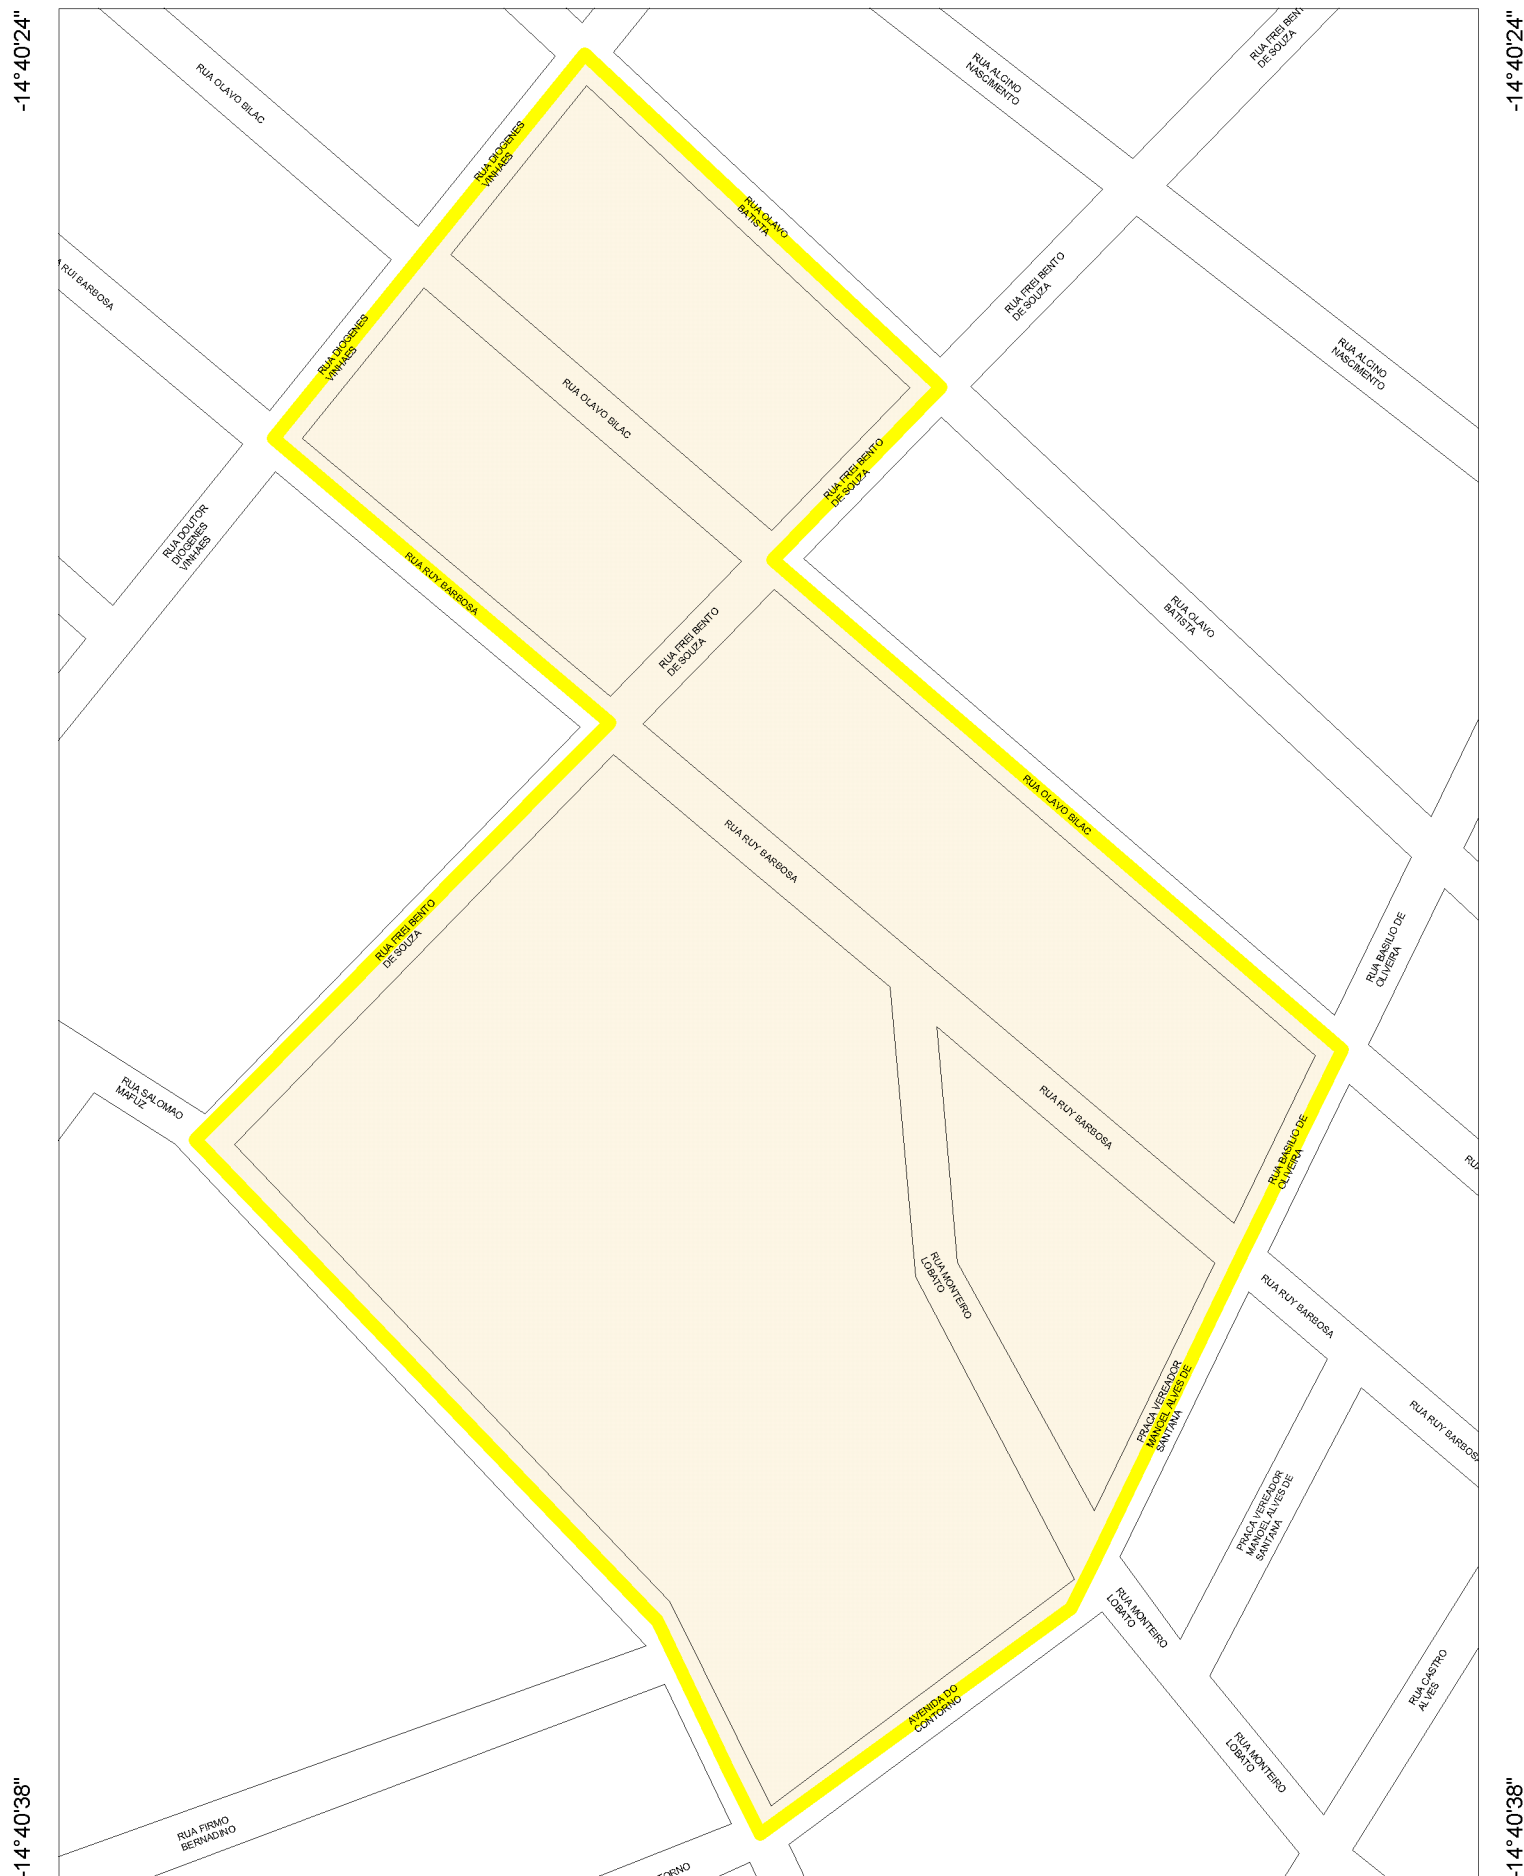 -14°40'24"
-14°40'24"
RUA FREI BENTO
DE SOUZA
RUA ALCINO
NASCIMENTO
RUA OLAVO BILAC
RUA DIOGENES
VINHAES
RUA OLAVO
BATISTA
RUI BARBOSA
RUA FREI BENTO
DE SOUZA
RUA DIOGENES
VINHAES
RUA ALCINO
NASCIMENTO
RUA OLAVO BILAC
RUA FREI BENTO
DE SOUZA
RUA DOUTOR
DIOGENES
VINHAES
RUA RUY BARBOSA
RUA FREI BENTO
DE SOUZA
RUA OLAVO
BATISTA
RUA OLAVO BILAC
RUA RUY BARBOSA
RUA FREI BENTO
DE SOUZA
RUA BASILIO DE
OLIVEIRA
RUA SALOMAO
MAFUZ
RUA RUY BARBOSA
RUA BASILIO DE
OLIVEIRA
RUA
RUA MONTEIRO
LOBATO
RUA RUY BARBOSA
PRACA VEREADOR
MANOEL ALVES DE
SANTANA
RUA RUY BARBOSA
PRACA VEREADOR
MANOEL ALVES DE
SANTANA
RUA MONTEIRO
LOBATO
RUA CASTRO
ALVES
AVENIDA DO
CONTORNO
RUA MONTEIRO
LOBATO
RUA FIRMO
BERNADINO
-14°40'38"
-14°40'38"